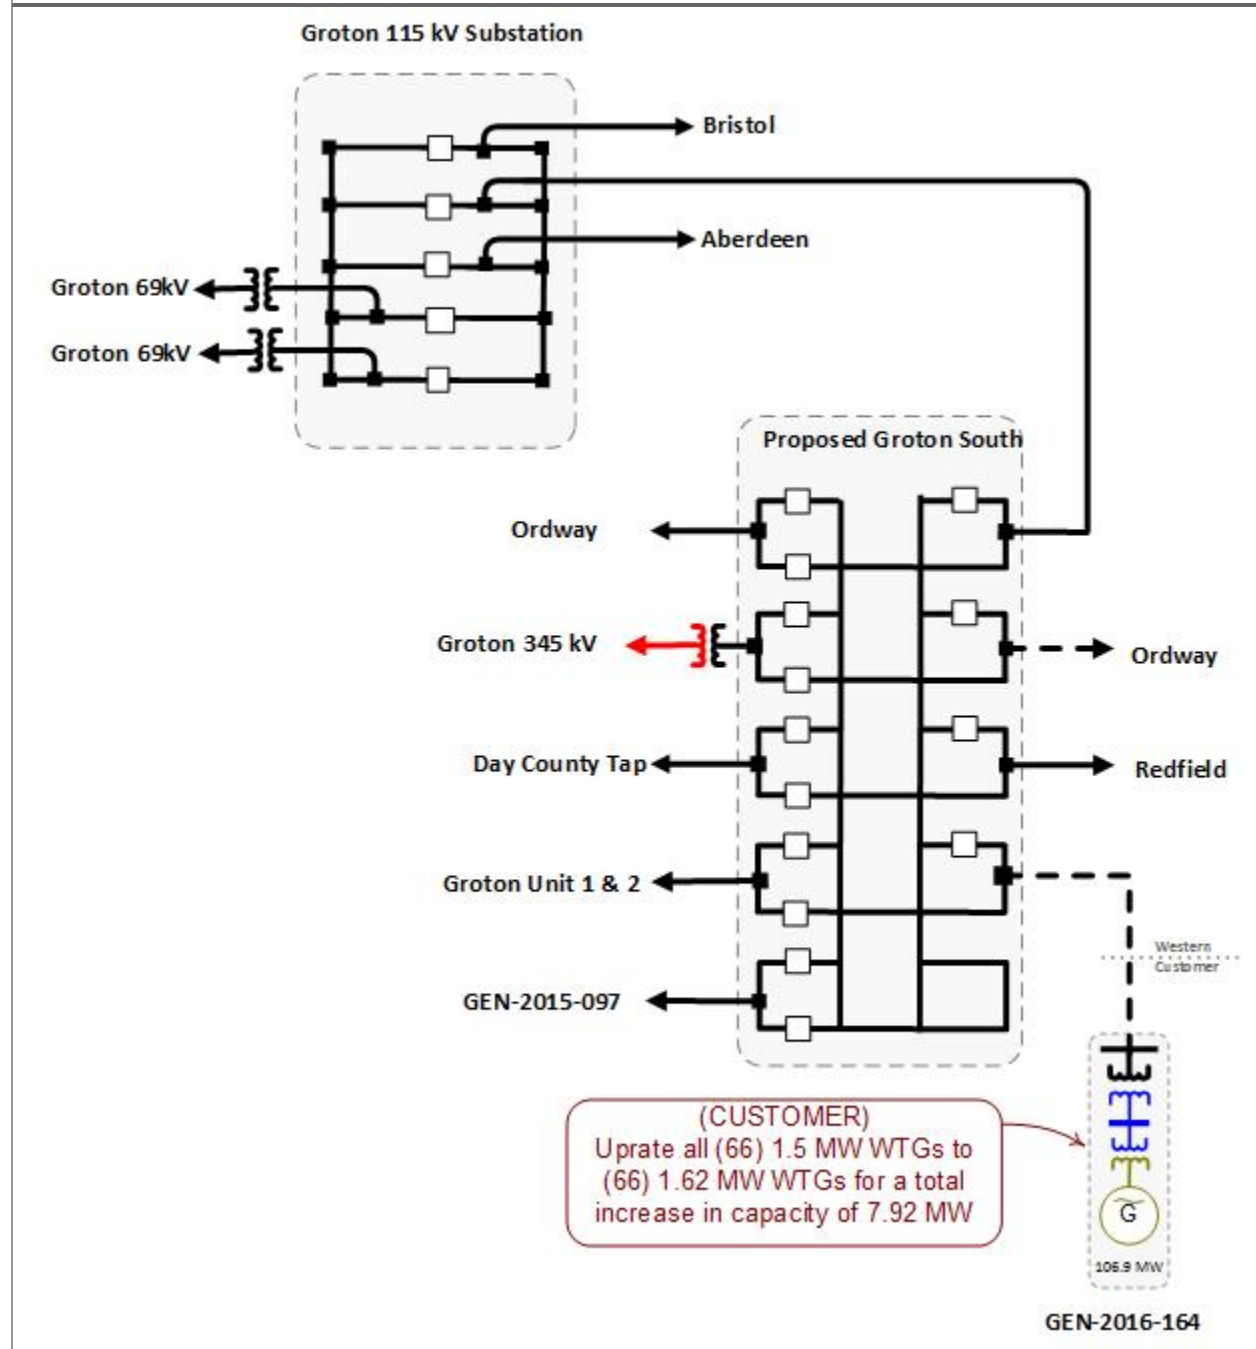 Groton 115 kV Substation
Bristol
Aberdeen
Groton 69kV
Groton 69kV
Proposed Groton South
Ordway
Groton 345 kV
Ordway
Day County Tap
Redfield
Groton Unit 1 & 2
Western
Customer
GEN-2015-097
(CUSTOMER)
Uprate all (66) 1.5 MW WTGs to
(66) 1.62 MW WTGs for a total
increase in capacity of 7.92 MW
G
106.9 MW
GEN-2016-164